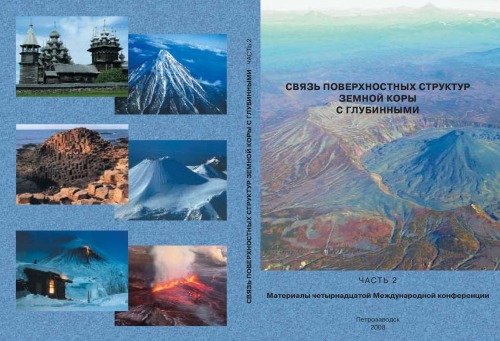 СВЯЗЬ ПОВЕРХНОСТНЫХ СТРУКТУР ЗЕМНОЙ КОРЫ С ГЛУБИННЫМИ ЧАСТЬ 2
СВЯЗЬ ПОВЕРХНОСТНЫХ СТРУКТУР
ЗЕМНОЙ КОРЫ
С ГЛУБИННЫМИ
ЧАСТЬ 2
Материалы четырнадцатой Международной конференции
Петрозаводск
2008